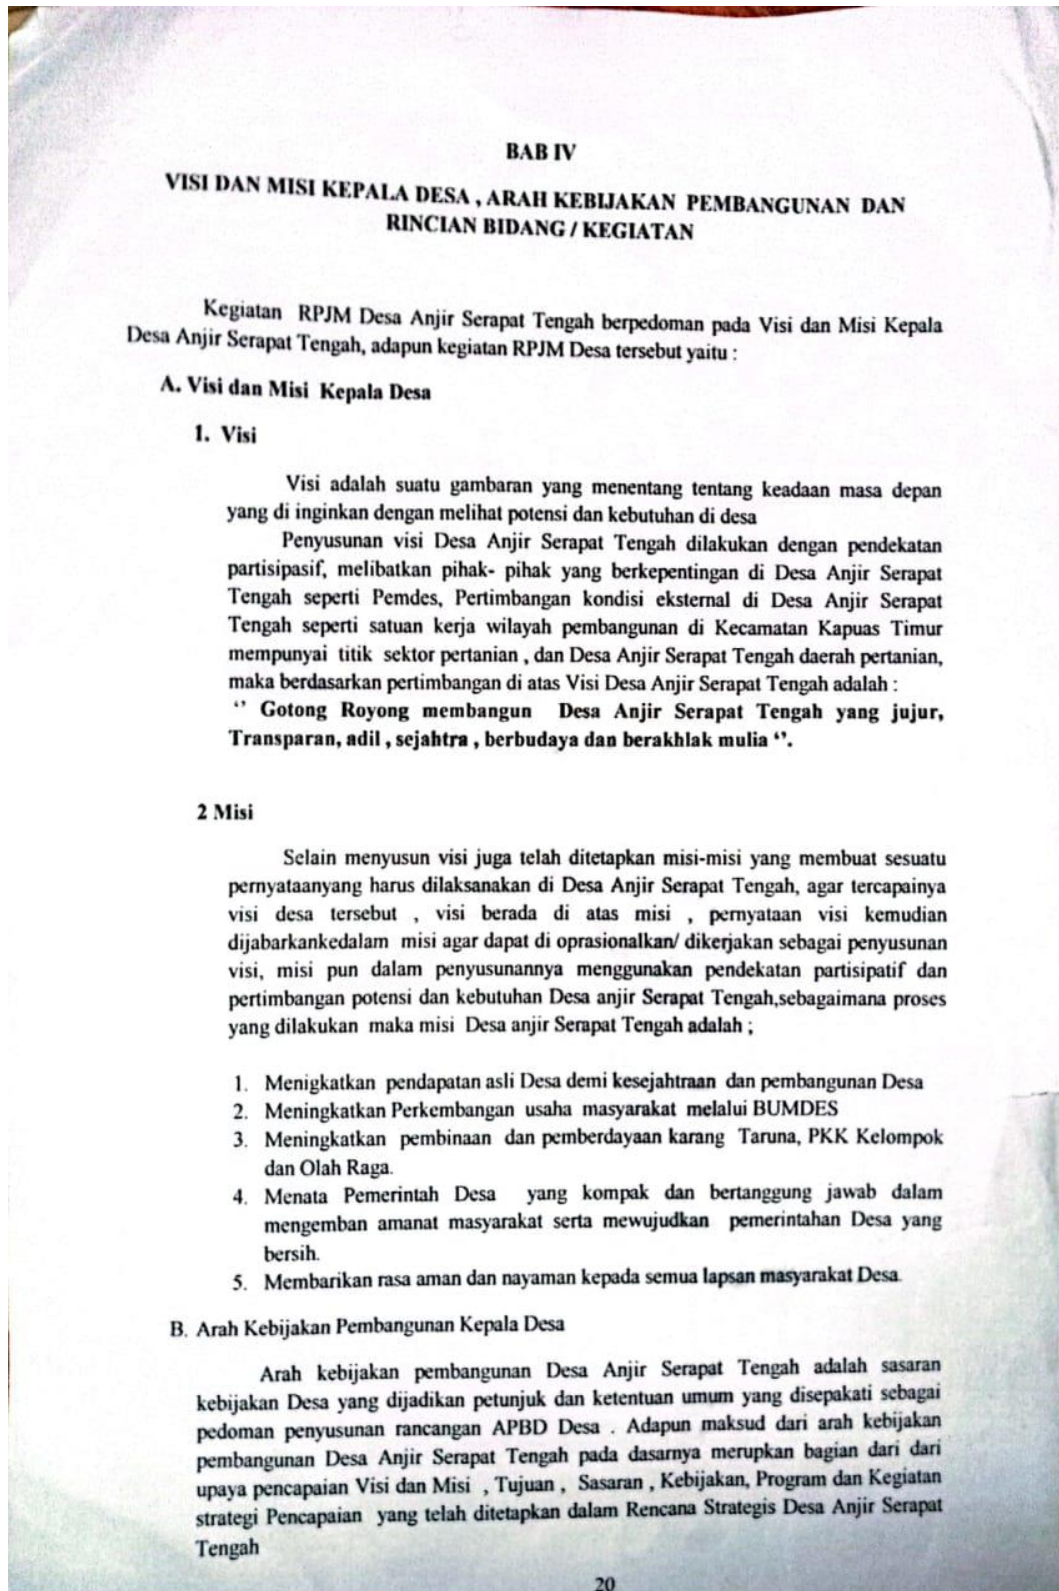 BAB IV
VISI DAN MISI KEPALA DESA , ARAH KEBIJAKAN PEMBANGUNAN DAN
RINCIAN BIDANG / KEGIATAN
Kegiatan RPJM Desa Anjir Serapat Tengah berpedoman pada Visi dan Misi Kepala
Desa Anjir Serapat Tengah, adapun kegiatan RPJM Desa tersebut yaitu :
A. Visi dan Misi Kepala Desa
1. Visi
Visi adalah suatu gambaran yang menentang tentang keadaan masa depan
yang di inginkan dengan melihat potensi dan kebutuhan di desa
Penyusunan visi Desa Anjir Serapat Tengah dilakukan dengan pendekatan
partisipasif, melibatkan pihak- pihak yang berkepentingan di Desa Anjir Serapat
Tengah seperti Pemdes, Pertimbangan kondisi eksternal di Desa Anjir Serapat
Tengah seperti satuan kerja wilayah pembangunan di Kecamatan Kapuas Timur
mempunyai titik sektor pertanian , dan Desa Anjir Serapat Tengah daerah pertanian,
maka berdasarkan pertimbangan di atas Visi Desa Anjir Serapat Tengah adalah :
‘’ Gotong Royong membangun Desa Anjir Serapat Tengah yang jujur,
Transparan, adil , sejahtra , berbudaya dan berakhlak mulia ‘’.
2 Misi
Selain menyusun visi juga telah ditetapkan misi-misi yang membuat sesuatu
pernyataanyang harus dilaksanakan di Desa Anjir Serapat Tengah, agar tercapainya
visi desa tersebut , visi berada di atas misi , pernyataan visi kemudian
dijabarkankedalam misi agar dapat di oprasionalkan/ dikerjakan sebagai penyusunan
visi, misi pun dalam penyusunannya menggunakan pendekatan partisipatif dan
pertimbangan potensi dan kebutuhan Desa anjir Serapat Tengah,sebagaimana proses
yang dilakukan maka misi Desa anjir Serapat Tengah adalah ;
1. Menigkatkan pendapatan asli Desa demi kesejahtraan dan pembangunan Desa
2. Meningkatkan Perkembangan usaha masyarakat melalui BUMDES
3. Meningkatkan pembinaan dan pemberdayaan karang Taruna, PKK Kelompok
dan Olah Raga.
4. Menata Pemerintah Desa yang kompak dan bertanggung jawab dalam
mengemban amanat masyarakat serta mewujudkan pemerintahan Desa yang
bersih.
5. Membarikan rasa aman dan nayaman kepada semua lapsan masyarakat Desa.
B. Arah Kebijakan Pembangunan Kepala Desa
Arah kebijakan pembangunan Desa Anjir Serapat Tengah adalah sasaran
kebijakan Desa yang dijadikan petunjuk dan ketentuan umum yang disepakati sebagai
pedoman penyusunan rancangan APBD Desa . Adapun maksud dari arah kebijakan
pembangunan Desa Anjir Serapat Tengah pada dasarnya merupkan bagian dari dari
upaya pencapaian Visi dan Misi , Tujuan , Sasaran , Kebijakan, Program dan Kegiatan
strategi Pencapaian yang telah ditetapkan dalam Rencana Strategis Desa Anjir Serapat
Tengah
20